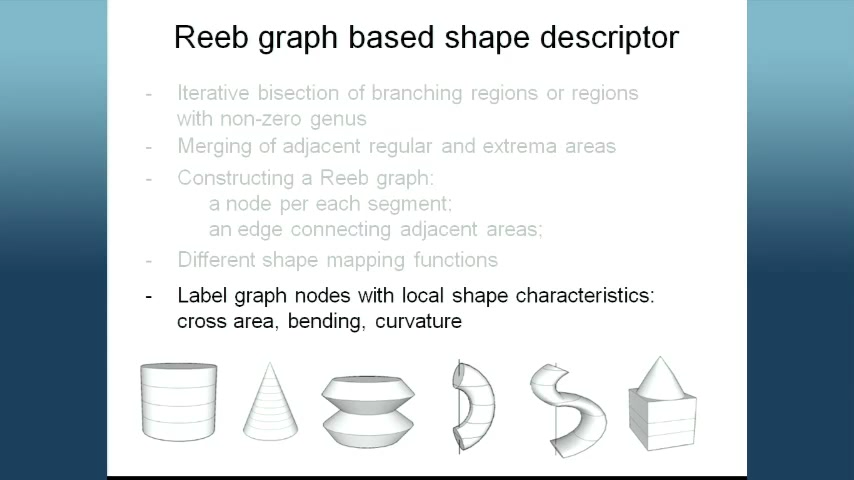 Reeb graph based shape descriptor
- Iterative bisection of branching regions or regions
with non-zero genus
- Merging of adjacent regular and extrema areas
- Constructing a Reeb graph:
a node per each segment;
an edge connecting adjacent areas;
- Different shape mapping functions
- Label graph nodes with local shape characteristics:
cross area, bending, curvature